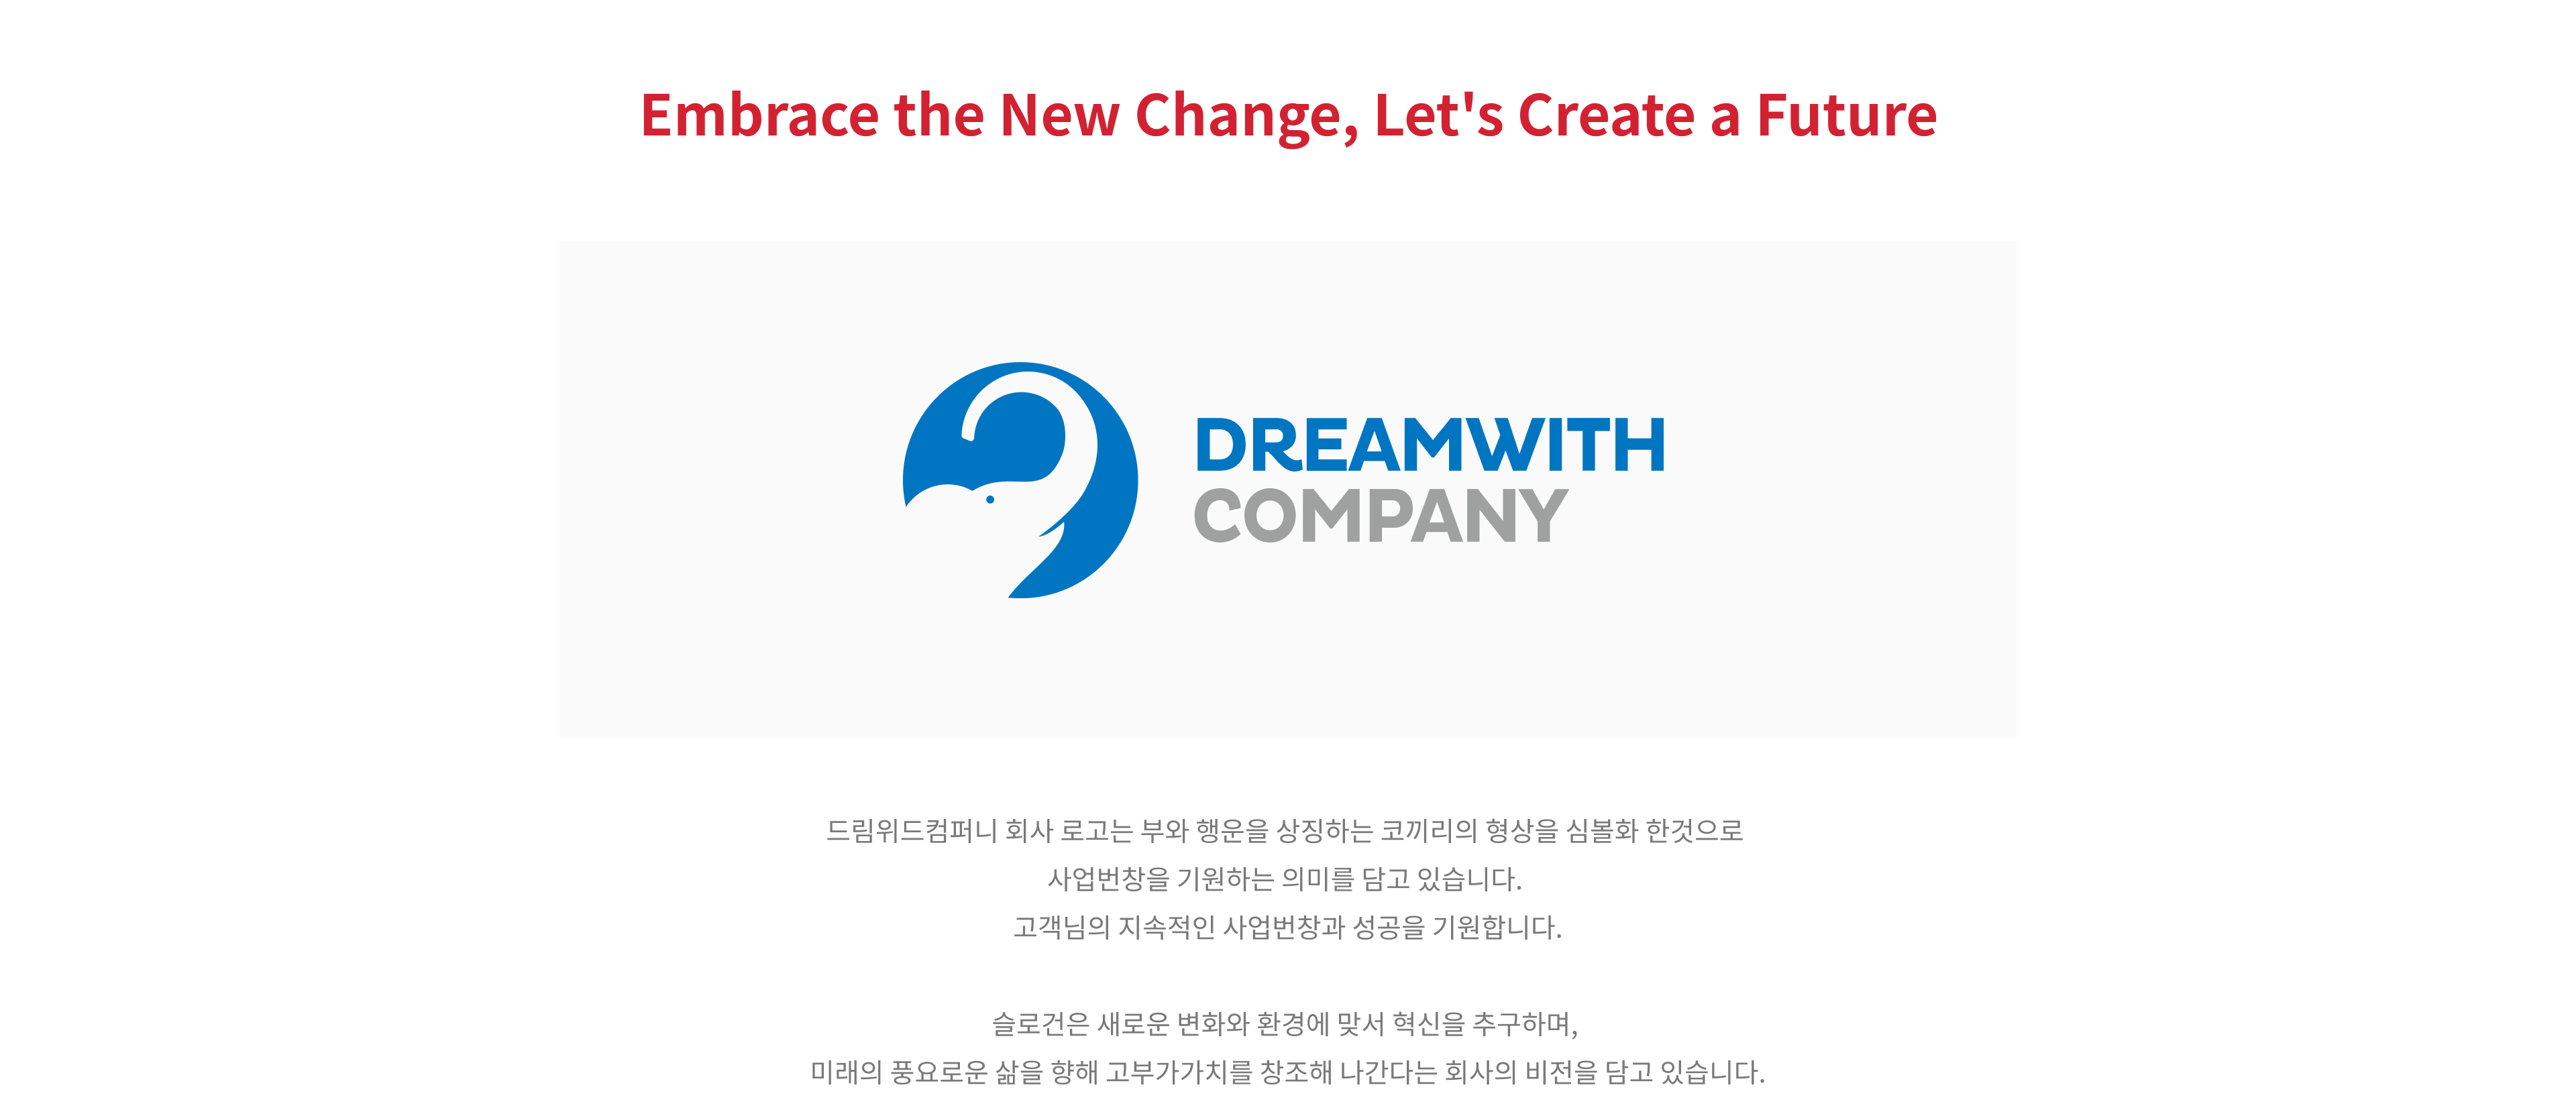 Embrace the New Change, Let's Create a Future
DREAMWITH
COMPANY
드림위드컴퍼니 회사 로고는 부와 행운을 상징하는 코끼리의 형상을 심볼화 한것으로
사업번창을 기원하는 의미를 담고 있습니다.
고객님의 지속적인 사업번창과 성공을 기원합니다.
슬로건은 새로운 변화와 환경에 맞서 혁신을 추구하며,
미래의 풍요로운 삶을 향해 고부가가치를 창조해 나간다는 회사의 비전을 담고 있습니다.